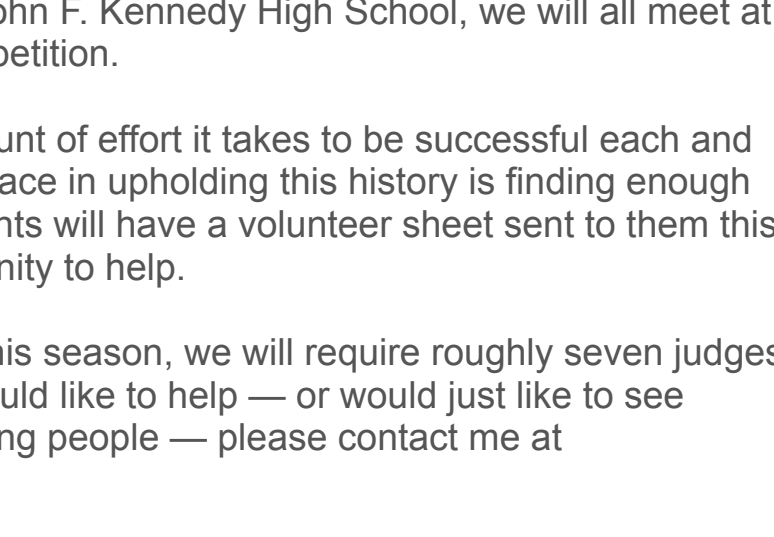 ohn F. Kennedy High School, we will all meet at
petition.
unt of effort it takes to be successful each and
ace in upholding this history is finding enough
nts will have a volunteer sheet sent to them this
nity to help.
his season, we will require roughly seven judges
uld like to help — or would just like to see
ng people — please contact me at